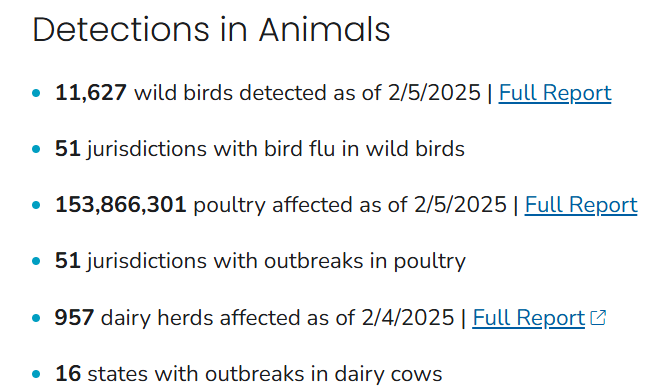 Detections in Animals
11,627 wild birds detected as of 2/5/2025 | Full Report
51 jurisdictions with bird flu in wild birds
153,866,301 poultry affected as of 2/5/2025 | Full Report
51 jurisdictions with outbreaks in poultry
957 dairy herds affected as of 2/4/2025 | Full Report
16 states with outbreaks in dairy cows